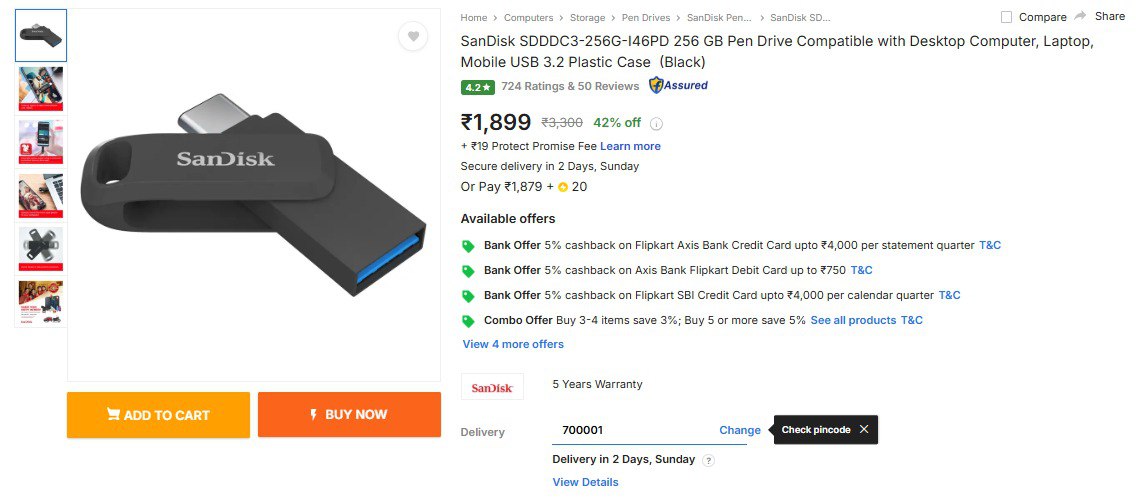 Home > Computers > Storage > Pen Drives > SanDisk Pen... > SanDisk SD...
Compare
Share
SanDisk SDDDC3-256G-I46PD 256 GB Pen Drive Compatible with Desktop Computer, Laptop,
Mobile USB 3.2 Plastic Case (Black)
4.2★ 724 Ratings & 50 Reviews Assured
₹1,899 ₹3,300 42% off
+ ₹19 Protect Promise Fee Learn more
Secure delivery in 2 Days, Sunday
Or Pay ₹1,879 + 20
Available offers
Bank Offer 5% cashback on Flipkart Axis Bank Credit Card upto ₹4,000 per statement quarter T&C
Bank Offer 5% cashback on Axis Bank Flipkart Debit Card up to ₹750 T&C
Bank Offer 5% cashback on Flipkart SBI Credit Card upto ₹4,000 per calendar quarter T&C
Combo Offer Buy 3-4 items save 3%; Buy 5 or more save 5% See all products T&C
View 4 more offers
SanDisk
5 Years Warranty
Delivery
700001
Change
Check pincode
Delivery in 2 Days, Sunday ?
View Details
SanDisk
ADD TO CART
BUY NOW